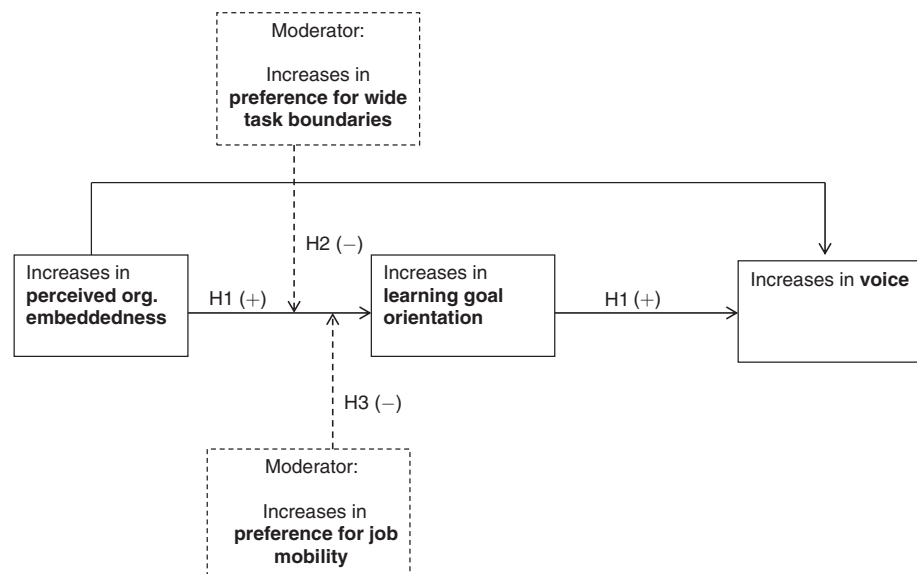 Moderator:
Increases in
preference for wide
task boundaries
H2 (−)
Increases in
perceived org.
embeddedness
H1 (+)
Increases in
learning goal
orientation
H1 (+)
Increases in voice
H3 (−)
Moderator:
Increases in
preference for job
mobility